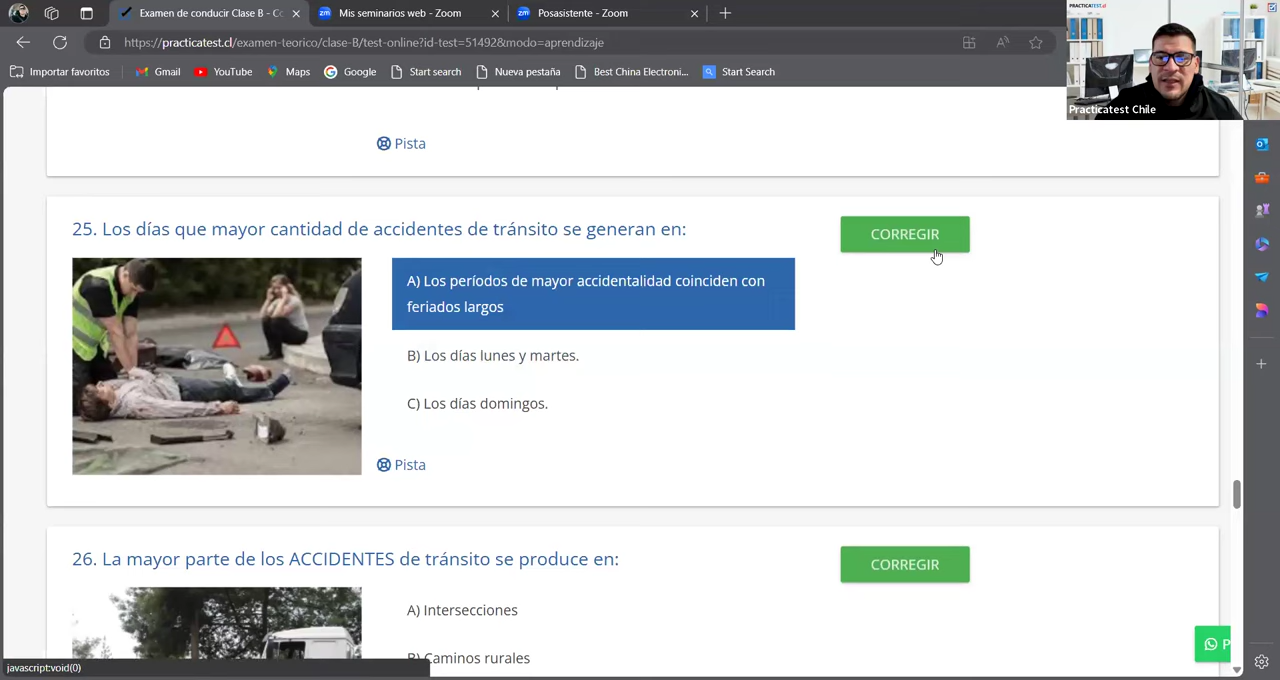 Examen de conducir Clase B - Co
Mis seminarios web - Zoom
Posasistente - Zoom
https://practicatest.cl/examen-teorico/clase-B/test-online?id-test=51492&modo=aprendizaje
Importar favoritos
Gmail
YouTube
Maps
Google
Start search
Nueva pestaña
Best China Electroni...
Start Search
PRACTICATEST.cl
Practicatest Chile
Pista
25. Los días que mayor cantidad de accidentes de tránsito se generan en:
CORREGIR
A) Los períodos de mayor accidentalidad coinciden con
feriados largos
B) Los días lunes y martes.
C) Los días domingos.
Pista
26. La mayor parte de los ACCIDENTES de tránsito se produce en:
CORREGIR
A) Intersecciones
B) Caminos rurales
P
javascript:void(0)